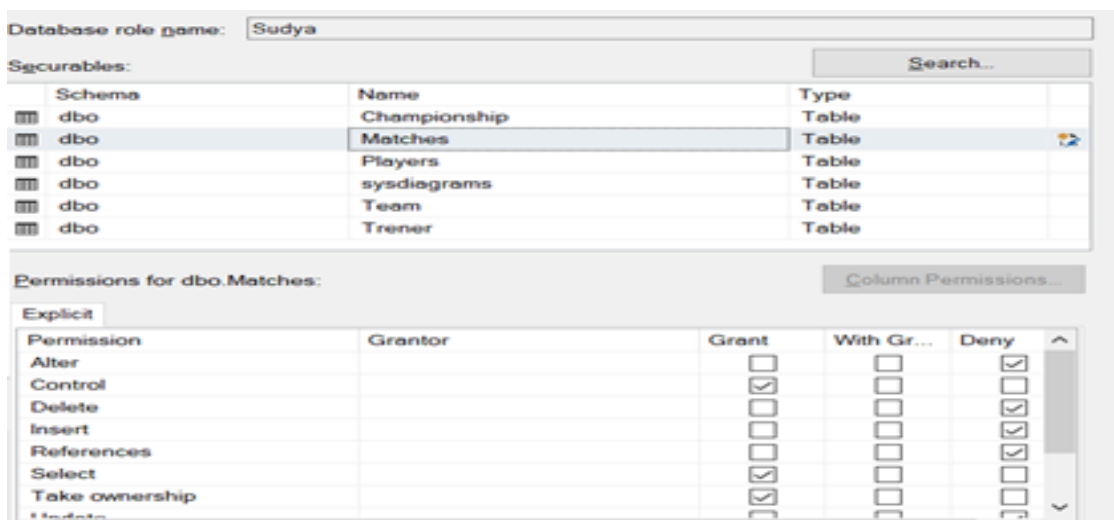 Database role name: Sudya
Securables: Search...
Schema Name Type
dbo Championship Table
dbo Matches Table
dbo Players Table
dbo sysdiagrams Table
dbo Team Table
dbo Trener Table
Permissions for dbo.Matches: Column Permissions...
Explicit
Permission Grantor Grant With Gr... Deny
Alter
Control
Delete
Insert
References
Select
Take ownership
Update